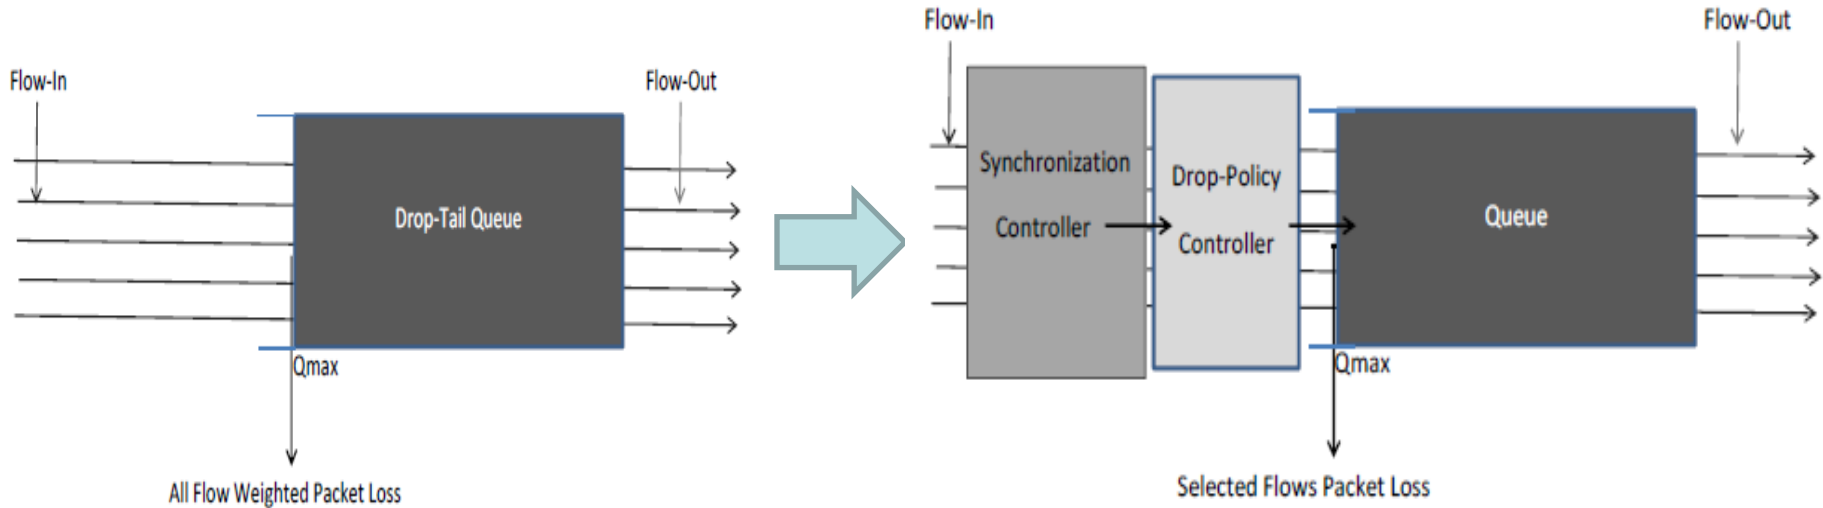 Flow-In
Flow-Out
Drop-Tail Queue
Qmax
All Flow Weighted Packet Loss
Flow-In
Flow-Out
Synchronization
Controller
Drop-Policy
Controller
Queue
Qmax
Selected Flows Packet Loss